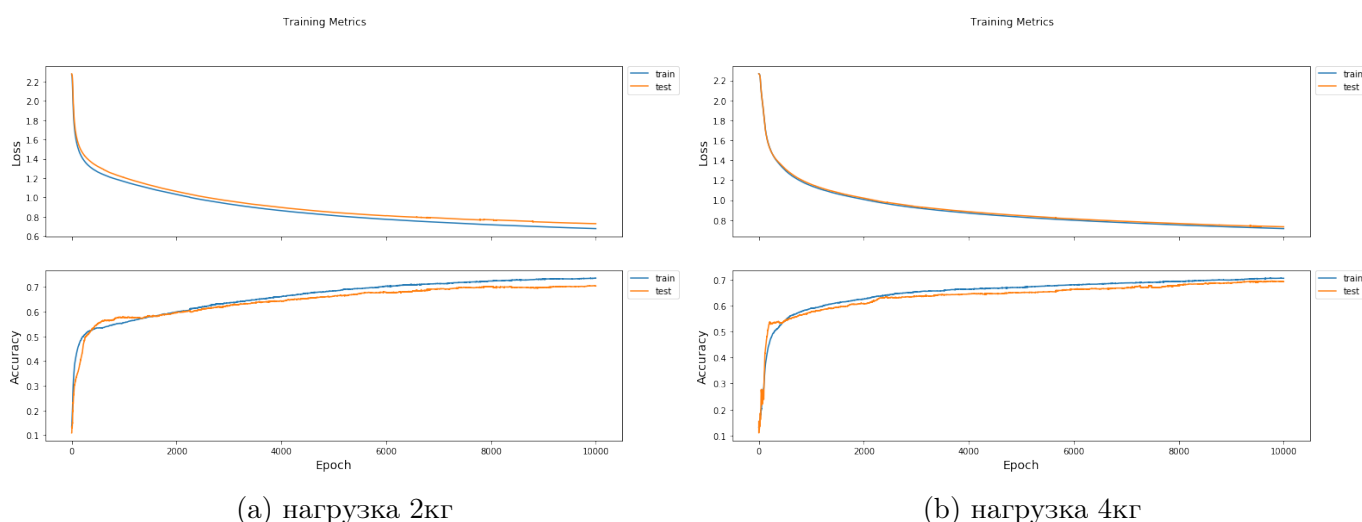 Training Metrics
2.2
2.0
1.8
1.6
1.4
1.2
1.0
0.8
0.6
Loss
train
test
0.7
0.6
0.5
0.4
0.3
0.2
0.1
Accuracy
train
test
0 2000 4000 6000 8000 10000
Epoch
(a) нагрузка 2кг
Training Metrics
2.2
2.0
1.8
1.6
1.4
1.2
1.0
0.8
Loss
train
test
0.7
0.6
0.5
0.4
0.3
0.2
0.1
Accuracy
train
test
0 2000 4000 6000 8000 10000
Epoch
(b) нагрузка 4кг